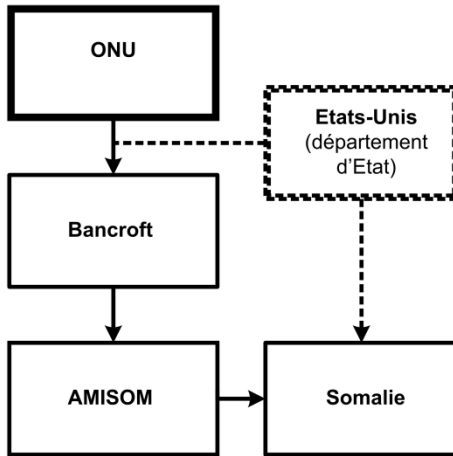 ONU
Etats-Unis
(département
d'Etat)
Bancroft
AMISOM
Somalie